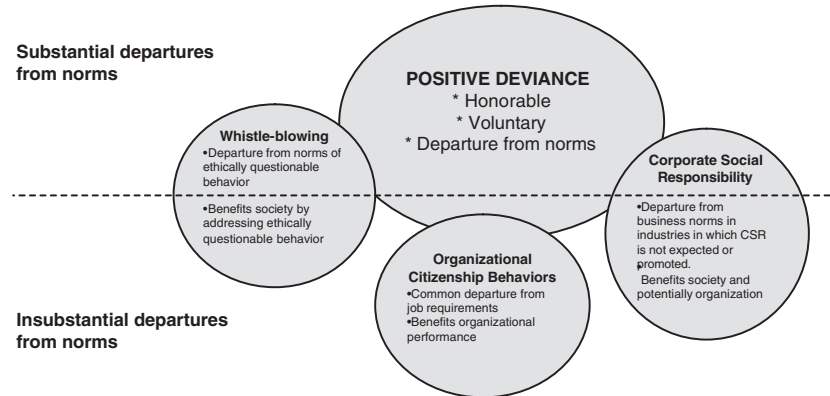 Substantial departures
from norms
POSITIVE DEVIANCE
* Honorable
* Voluntary
* Departure from norms
Whistle-blowing
•Departure from norms of
ethically questionable
behavior
•Benefits society by
addressing ethically
questionable behavior
Corporate Social
Responsibility
•Departure from
business norms in
industries in which CSR
is not expected or
promoted.
•
Benefits society and
potentially organization
Organizational
Citizenship Behaviors
•Common departure from
job requirements
•Benefits organizational
performance
Insubstantial departures
from norms